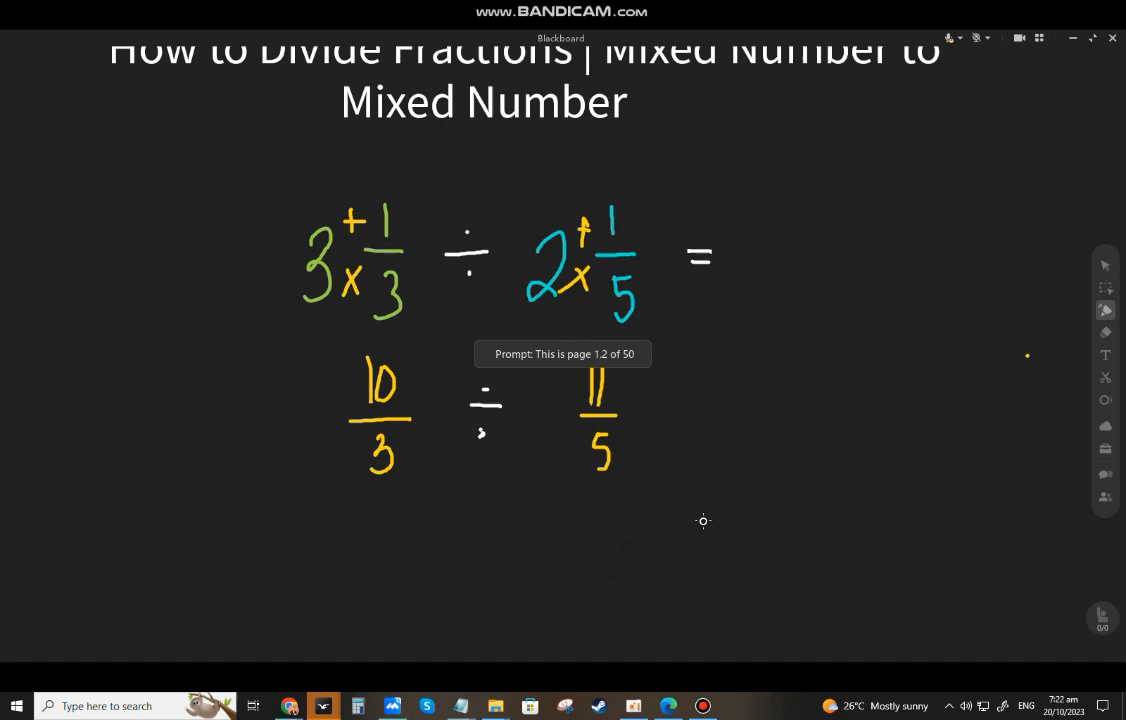 www.BANDICAM.com
Blackboard
How to Divide Fractions | Mixed Number to
Mixed Number
3 + 1 ÷ 2 + 1 =
x 3 x 5
Prompt: This is page 1.2 of 50
10 ÷ 11
3 5
0/0
Type here to search
26°C Mostly sunny
ENG
7:22 am
20/10/2023